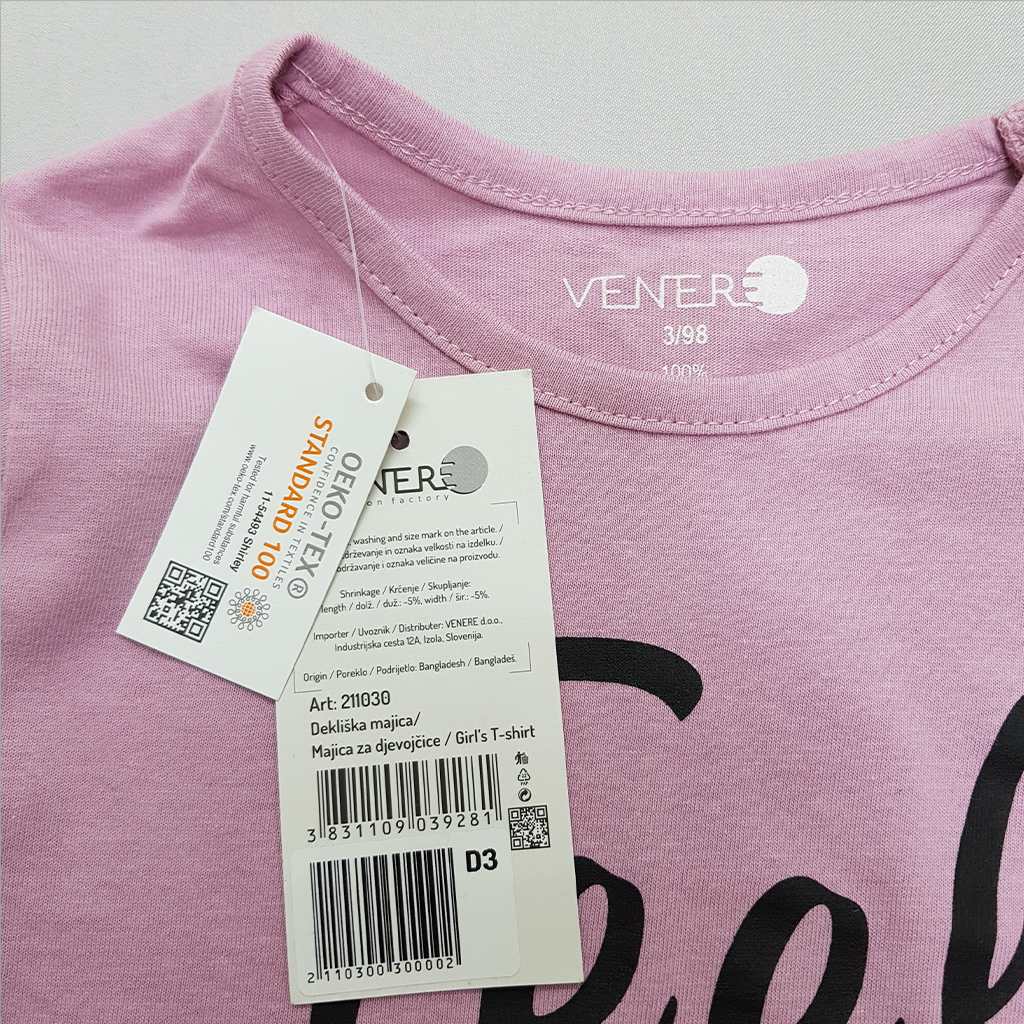 VENERE
3/98
100%
OEKO-TEX®
CONFIDENCE IN TEXTILES
STANDARD 100
11-54493 Shirley
Tested for harmful substances
www.oeko-tex.com/standard100
NERE
on factory
washing and size mark on the article. /
drževanje in oznaka velkosti na izdelku. /
održavanje i oznaka veličine na proizvodu.
Shrinkage / Krčenje / Skupljanje:
length / dolž. / duž.: -5%, width / šir.: -5%.
Importer / Uvoznik / Distributer: VENERE d.o.o.,
Industrijska cesta 12A, Izola, Slovenija.
Origin / Poreklo / Podrijetlo: Bangladesh / Bangladeš.
Art: 211030
Dekliška majica/
Majica za djevojčice / Girl's T-shirt
3 831109 039281
D3
2 110300 300002